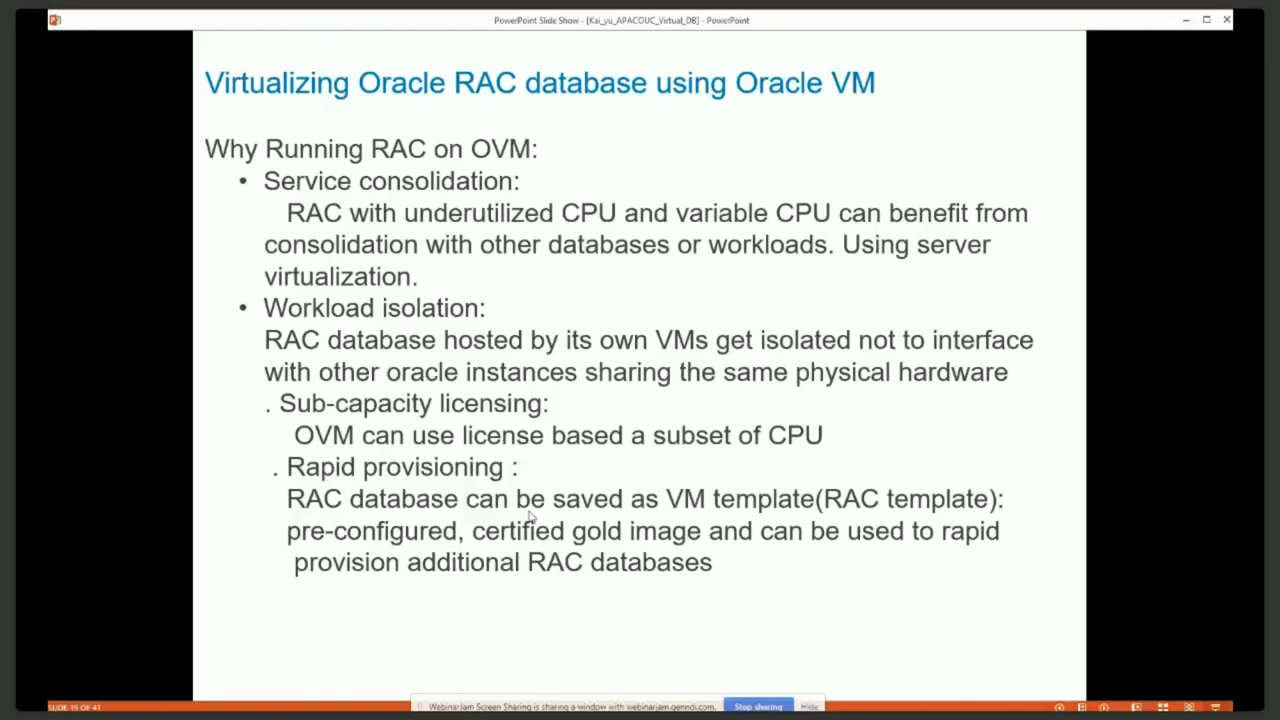 PowerPoint Slide Show - [Kai_yu_APACOUC_Virtual_DB] - PowerPoint
Virtualizing Oracle RAC database using Oracle VM
Why Running RAC on OVM:
• Service consolidation:
RAC with underutilized CPU and variable CPU can benefit from
consolidation with other databases or workloads. Using server
virtualization.
• Workload isolation:
RAC database hosted by its own VMs get isolated not to interface
with other oracle instances sharing the same physical hardware
. Sub-capacity licensing:
OVM can use license based a subset of CPU
. Rapid provisioning :
RAC database can be saved as VM template(RAC template):
pre-configured, certified gold image and can be used to rapid
provision additional RAC databases
WebinarJam Screen Sharing is sharing a window with webinarjam.genndi.com. Stop sharing Hide
SLIDE 19 OF 41